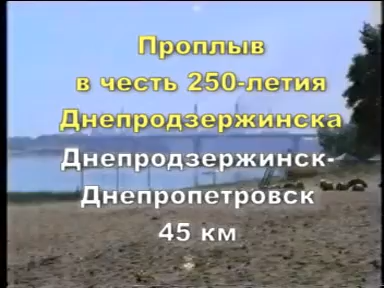 Проплыв
в честь 250-летия
Днепродзержинска
Днепродзержинск-
Днепропетровск
45 км